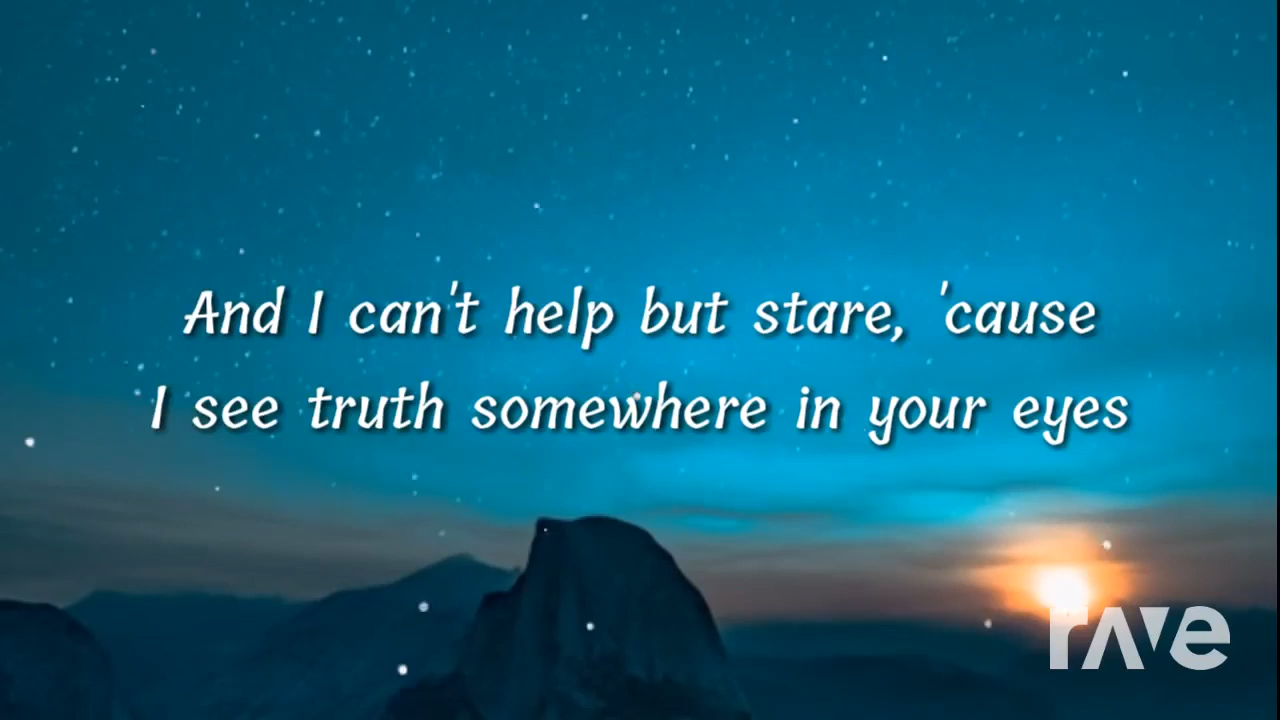 And I can't help but stare, 'cause
I see truth somewhere in your eyes
rave